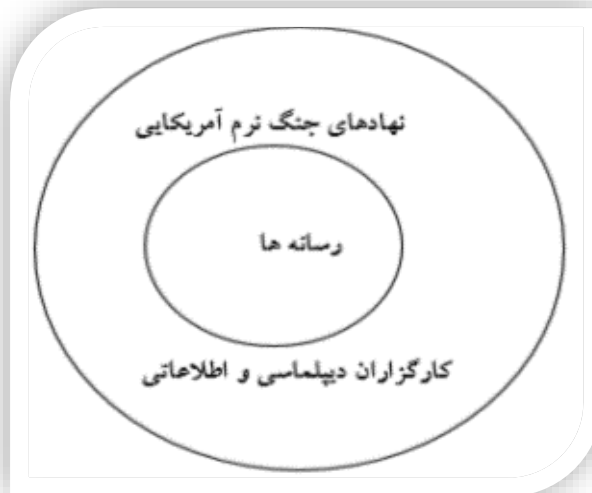 نهادهای جنگ نرم آمریکایی
رسانه ها
کارگزاران دیپلماسی و اطلاعاتی